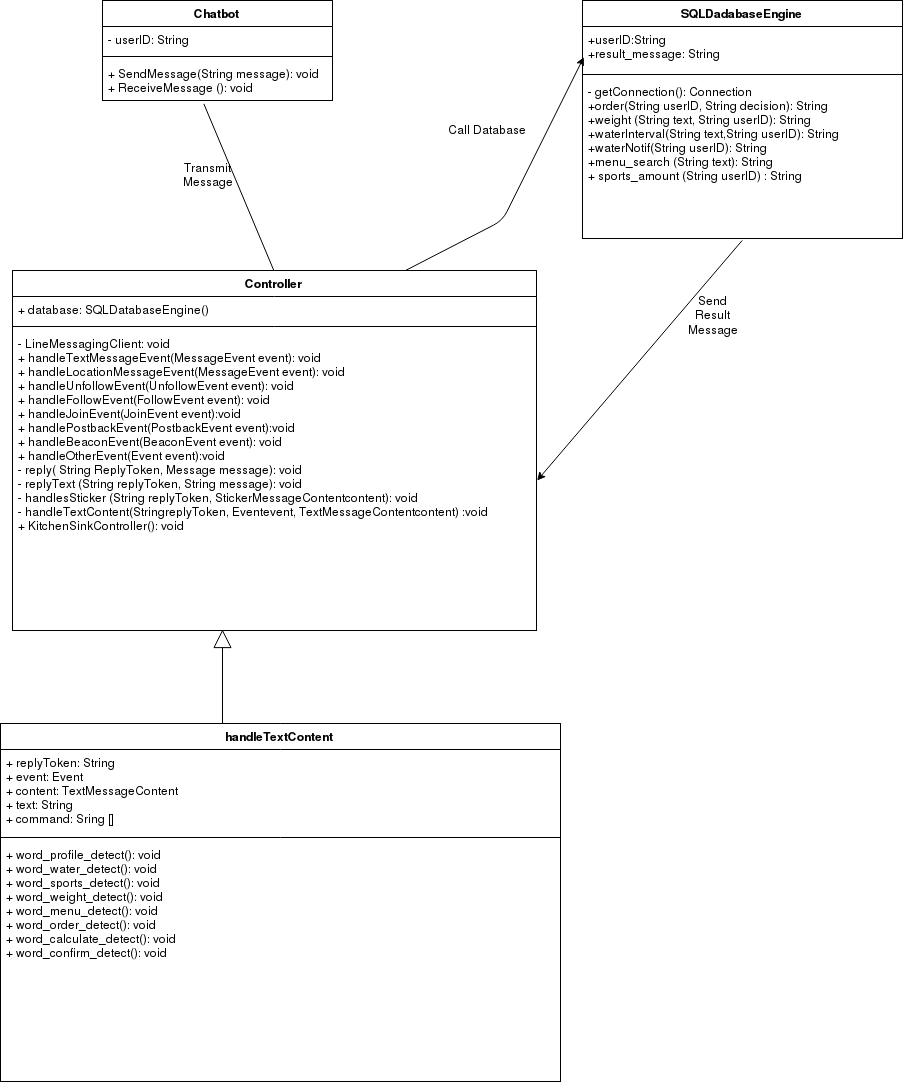 Chatbot
- userID: String
+ SendMessage(String message): void
+ ReceiveMessage (): void
SQLDadabaseEngine
+userID:String
+result_message: String
- getConnection(): Connection
+order(String userID, String decision): String
+weight (String text, String userID): String
+waterInterval(String text,String userID): String
+waterNotif(String userID): String
+menu_search (String text): String
+ sports_amount (String userID) : String
Call Database
Transmit
Message
Controller
+ database: SQLDatabaseEngine()
- LineMessagingClient: void
+ handleTextMessageEvent(MessageEvent event): void
+ handleLocationMessageEvent(MessageEvent event): void
+ handleUnfollowEvent(UnfollowEvent event): void
+ handleFollowEvent(FollowEvent event): void
+ handleJoinEvent(JoinEvent event):void
+ handlePostbackEvent(PostbackEvent event):void
+ handleBeaconEvent(BeaconEvent event): void
+ handleOtherEvent(Event event):void
- reply( String ReplyToken, Message message): void
- replyText (String replyToken, String message): void
- handlesSticker (String replyToken, StickerMessageContentcontent): void
- handleTextContent(StringreplyToken, Eventevent, TextMessageContentcontent) :void
+ KitchenSinkController(): void
Send
Result
Message
handleTextContent
+ replyToken: String
+ event: Event
+ content: TextMessageContent
+ text: String
+ command: Sring []
+ word_profile_detect(): void
+ word_water_detect(): void
+ word_sports_detect(): void
+ word_weight_detect(): void
+ word_menu_detect(): void
+ word_order_detect(): void
+ word_calculate_detect(): void
+ word_confirm_detect(): void